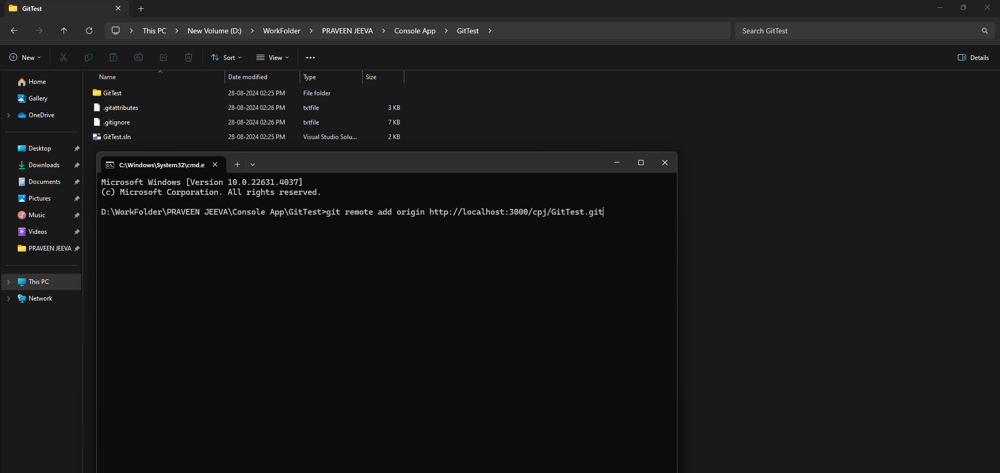 GitTest
This PC > New Volume (D:) > WorkFolder > PRAVEEN JEEVA > Console App > GitTest >
Search GitTest
New
Sort
View
Details
Name Date modified Type Size
GitTest 28-08-2024 02:25 PM File folder
.gitattributes 28-08-2024 02:26 PM txtfile 3 KB
.gitignore 28-08-2024 02:26 PM txtfile 7 KB
GitTest.sln 28-08-2024 02:25 PM Visual Studio Solu... 2 KB
Home
Gallery
OneDrive
Desktop
Downloads
Documents
Pictures
Music
Videos
PRAVEEN JEEVA
This PC
Network
C:\Windows\System32\cmd.e
Microsoft Windows [Version 10.0.22631.4037]
(c) Microsoft Corporation. All rights reserved.
D:\WorkFolder\PRAVEEN JEEVA\Console App\GitTest>git remote add origin http://localhost:3000/cpj/GitTest.git